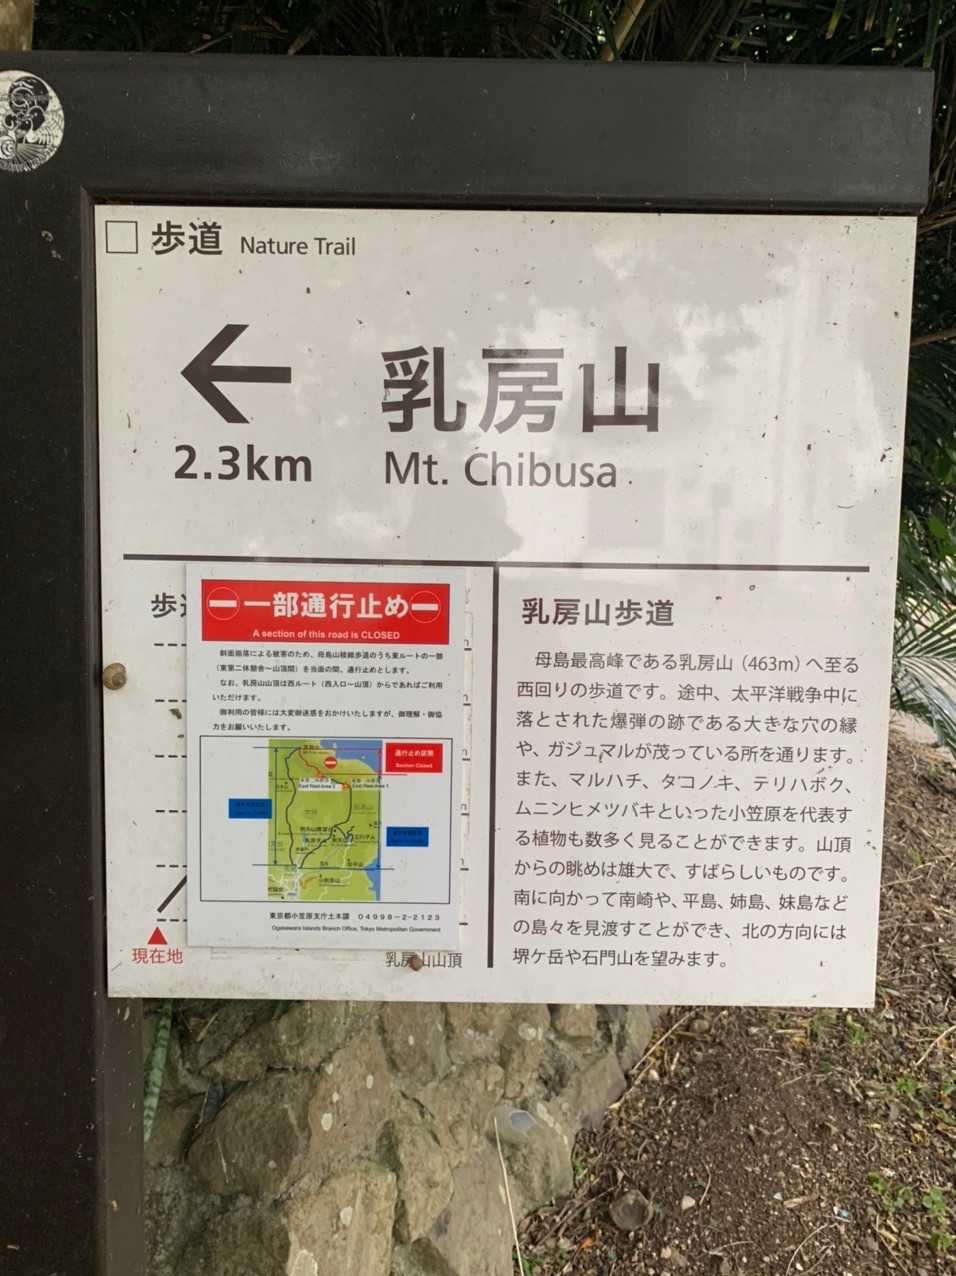 歩道 Nature Trail
←
乳房山
2.3km Mt. Chibusa
歩道
一部通行止め
A section of this road is CLOSED
斜面崩落による被害のため、母島山稜線歩道のうち東ルートの一部
(東第二休憩舎~山頂間)を当面の間、通行止めとします。
なお、乳房山山頂は西ルート(西入口~山頂)からであればご利用
いただけます。
御利用の皆様には大変御迷惑をおかけいたしますが、御理解・御協
力をお願いいたします。
通行止め区間
Section Closed
East Rest Area 2
East Rest Area 1
東京都小笠原支庁土木課 04998-2-2123
Ogasawara Islands Branch Office, Tokyo Metropolitan Government
現在地
乳房山山頂
乳房山歩道
母島最高峰である乳房山(463m)へ至る
西回りの歩道です。途中、太平洋戦争中に
落とされた爆弾の跡である大きな穴の縁
や、ガジュマルが茂っている所を通ります。
また、マルハチ、タコノキ、テリハボク、
ムニンヒメツバキといった小笠原を代表す
る植物も数多く見ることができます。山頂
からの眺めは雄大で、すばらしいものです。
南に向かって南崎や、平島、姉島、妹島など
の島々を見渡すことができ、北の方向には
堺ケ岳や石門山を望みます。